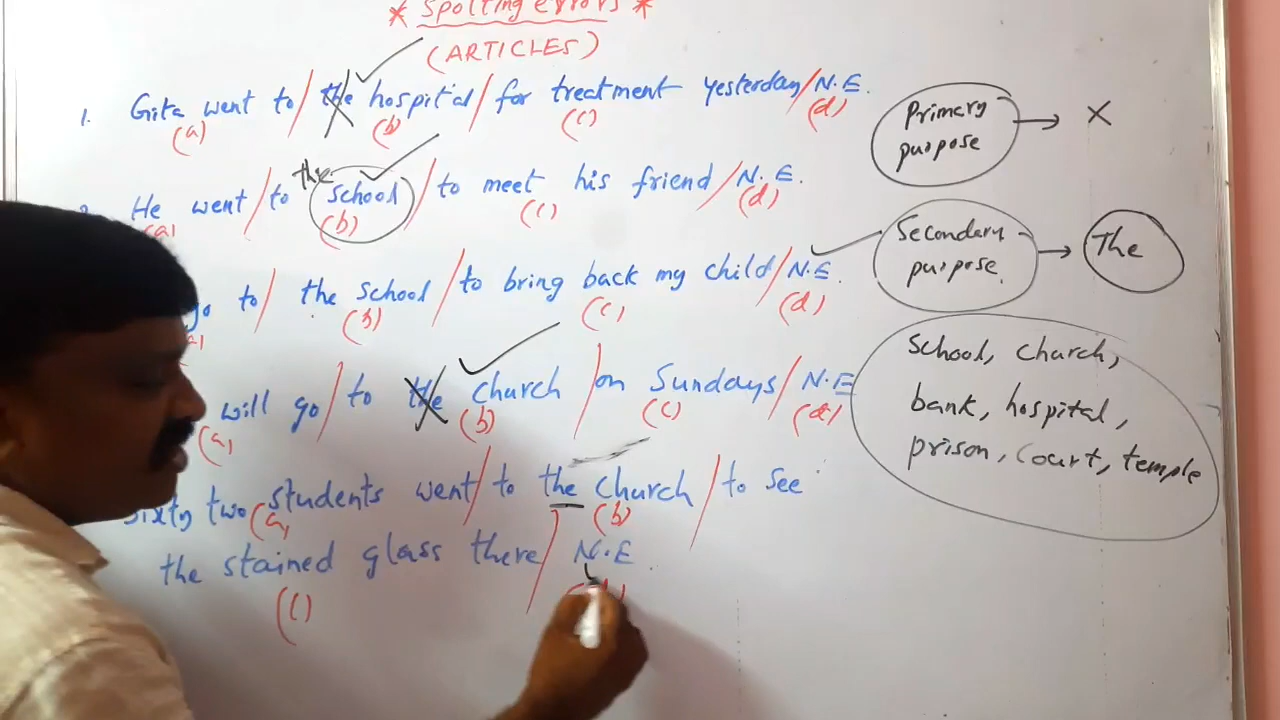 * Spotting errors *
(ARTICLES)
1. Gita went to / the hospital / for treatment yesterday / N.E.
(a) (b) (c) (d)
He went / to the school / to meet his friend / N.E.
(a) (b) (c) (d)
go to / the school / to bring back my child / N.E.
(b) (c) (d)
will go / to the church / on Sundays / N.E
(a) (b) (c) (d)
Sixty two students went / to the church / to see
(a) (b)
the stained glass there / N.E
(c)
Primary → X
purpose
Secondary → The
purpose
School, church,
bank, hospital,
prison, court, temple